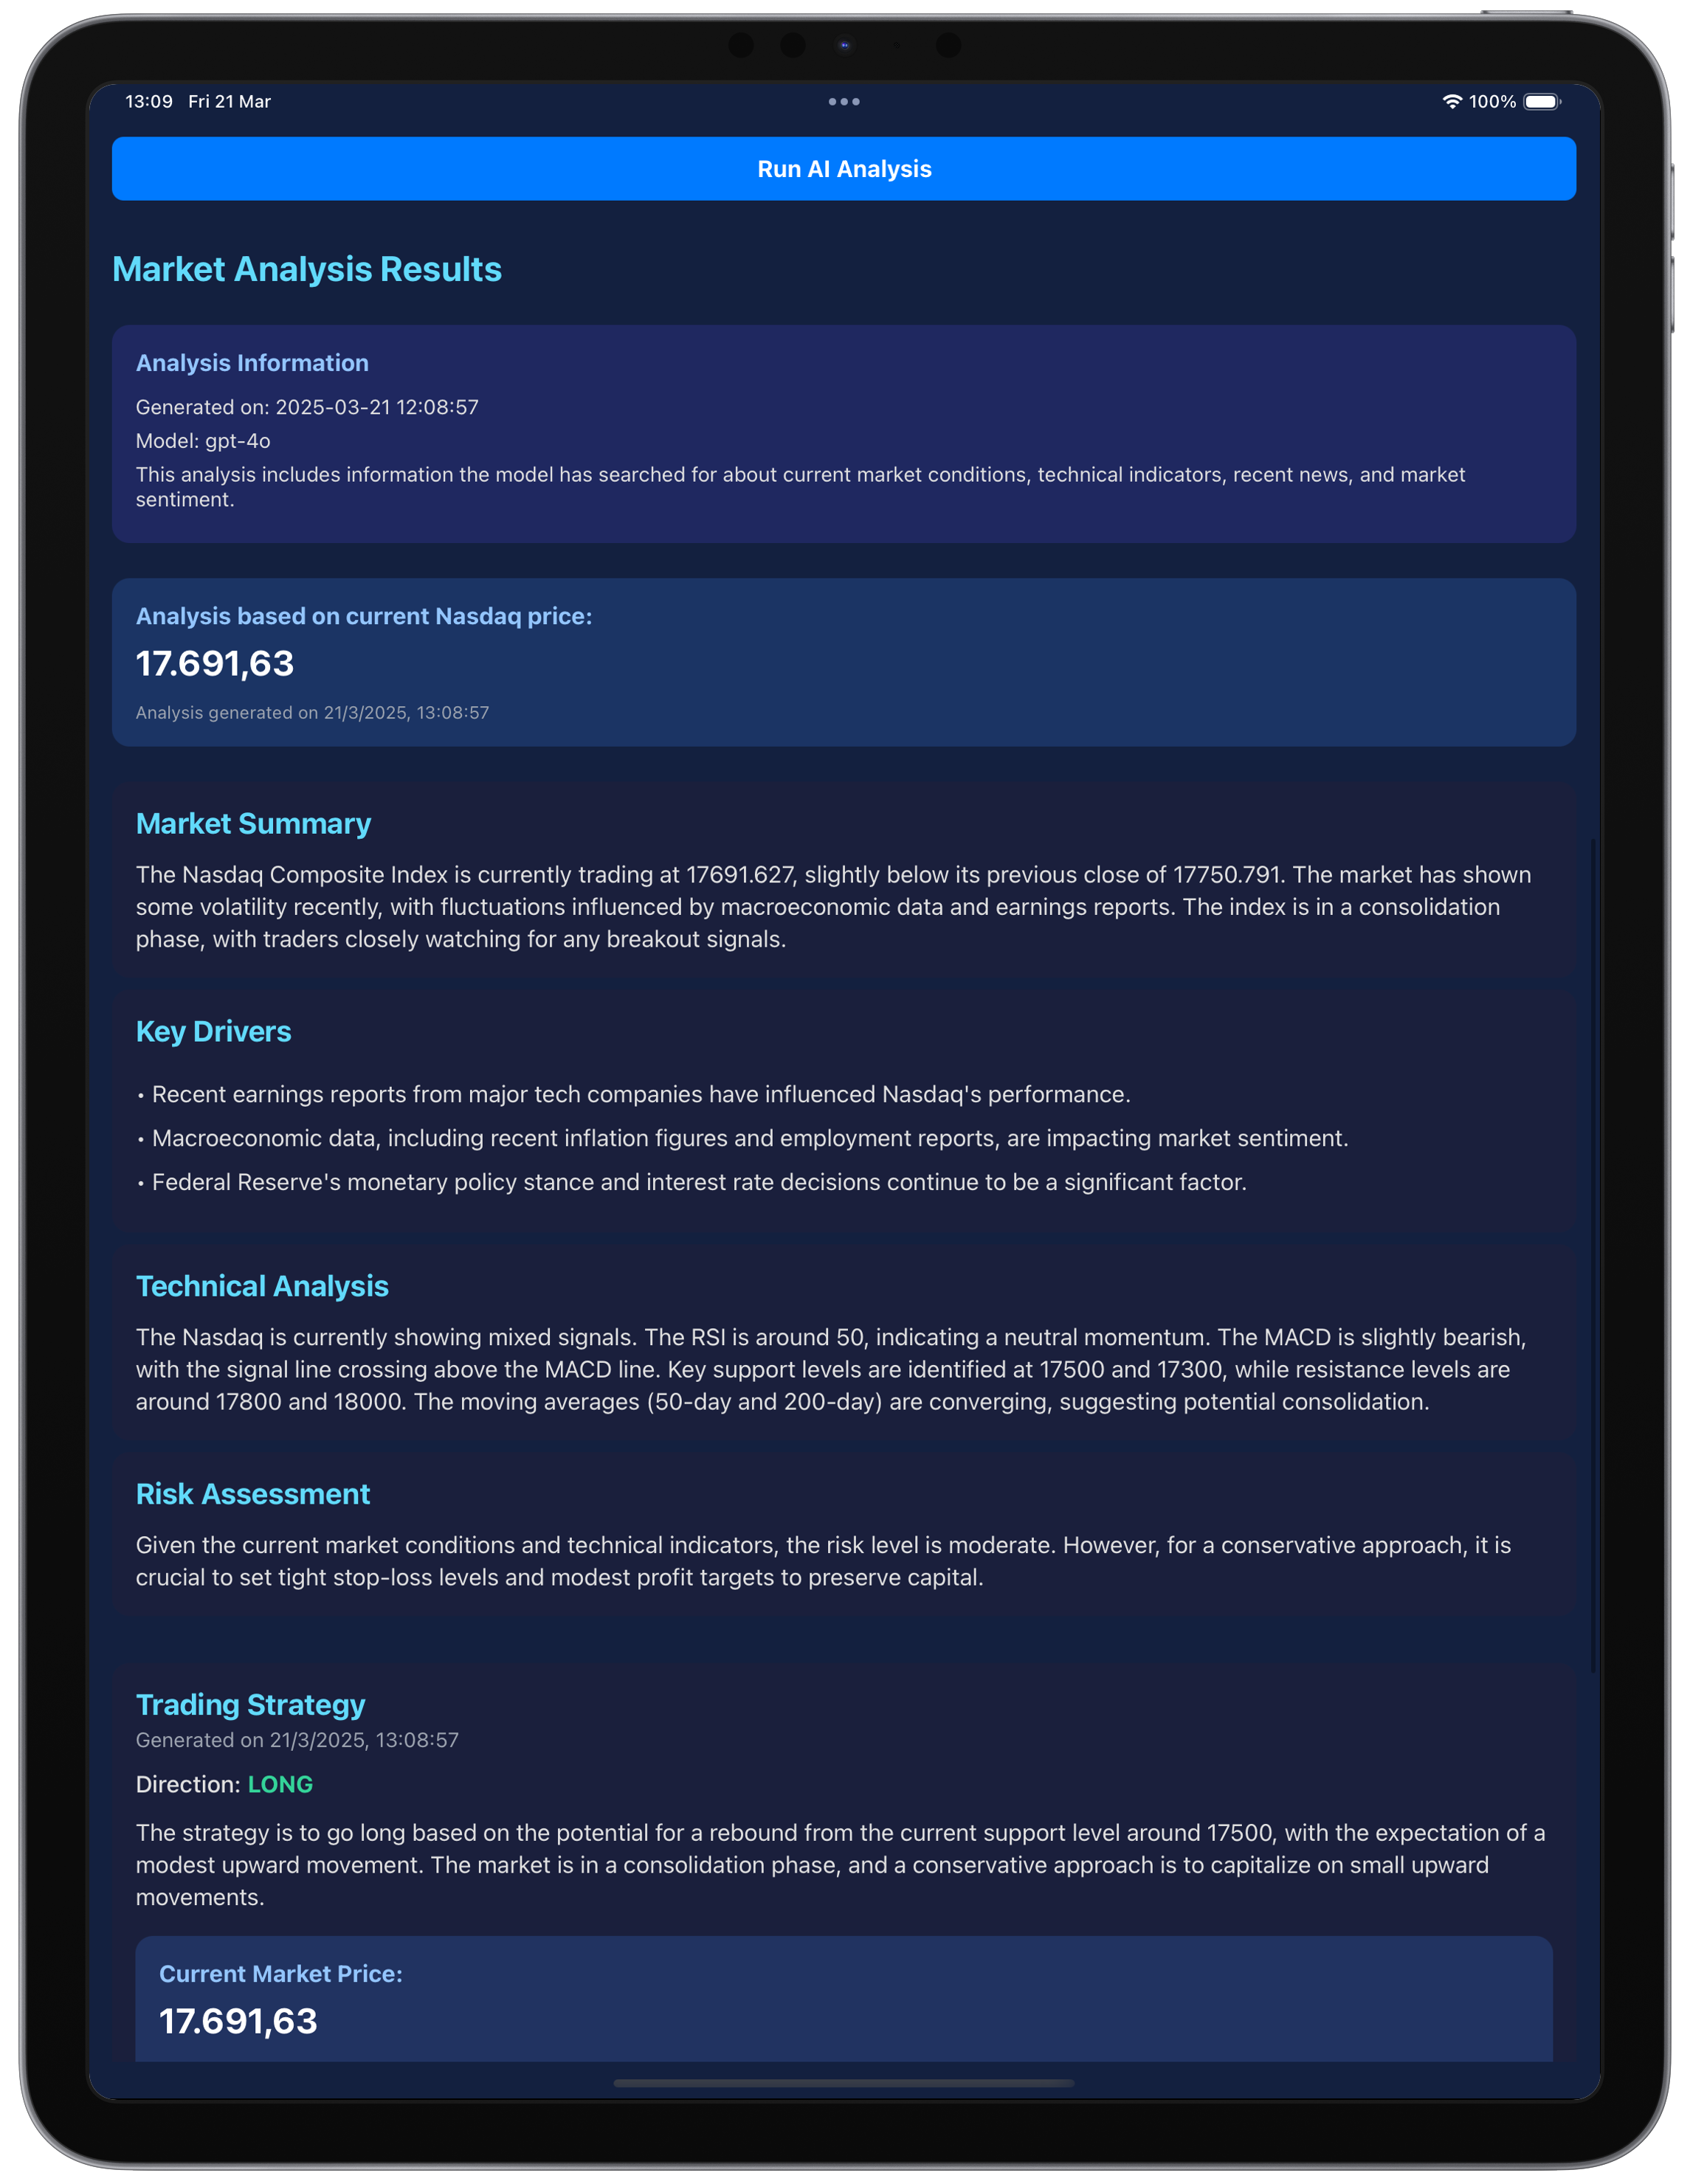 13:09 Fri 21 Mar
100%
Run AI Analysis
Market Analysis Results
Analysis Information
Generated on: 2025-03-21 12:08:57
Model: gpt-4o
This analysis includes information the model has searched for about current market conditions, technical indicators, recent news, and market
sentiment.
Analysis based on current Nasdaq price:
17.691,63
Analysis generated on 21/3/2025, 13:08:57
Market Summary
The Nasdaq Composite Index is currently trading at 17691.627, slightly below its previous close of 17750.791. The market has shown
some volatility recently, with fluctuations influenced by macroeconomic data and earnings reports. The index is in a consolidation
phase, with traders closely watching for any breakout signals.
Key Drivers
• Recent earnings reports from major tech companies have influenced Nasdaq's performance.
• Macroeconomic data, including recent inflation figures and employment reports, are impacting market sentiment.
• Federal Reserve's monetary policy stance and interest rate decisions continue to be a significant factor.
Technical Analysis
The Nasdaq is currently showing mixed signals. The RSI is around 50, indicating a neutral momentum. The MACD is slightly bearish,
with the signal line crossing above the MACD line. Key support levels are identified at 17500 and 17300, while resistance levels are
around 17800 and 18000. The moving averages (50-day and 200-day) are converging, suggesting potential consolidation.
Risk Assessment
Given the current market conditions and technical indicators, the risk level is moderate. However, for a conservative approach, it is
crucial to set tight stop-loss levels and modest profit targets to preserve capital.
Trading Strategy
Generated on 21/3/2025, 13:08:57
Direction: LONG
The strategy is to go long based on the potential for a rebound from the current support level around 17500, with the expectation of a
modest upward movement. The market is in a consolidation phase, and a conservative approach is to capitalize on small upward
movements.
Current Market Price:
17.691,63